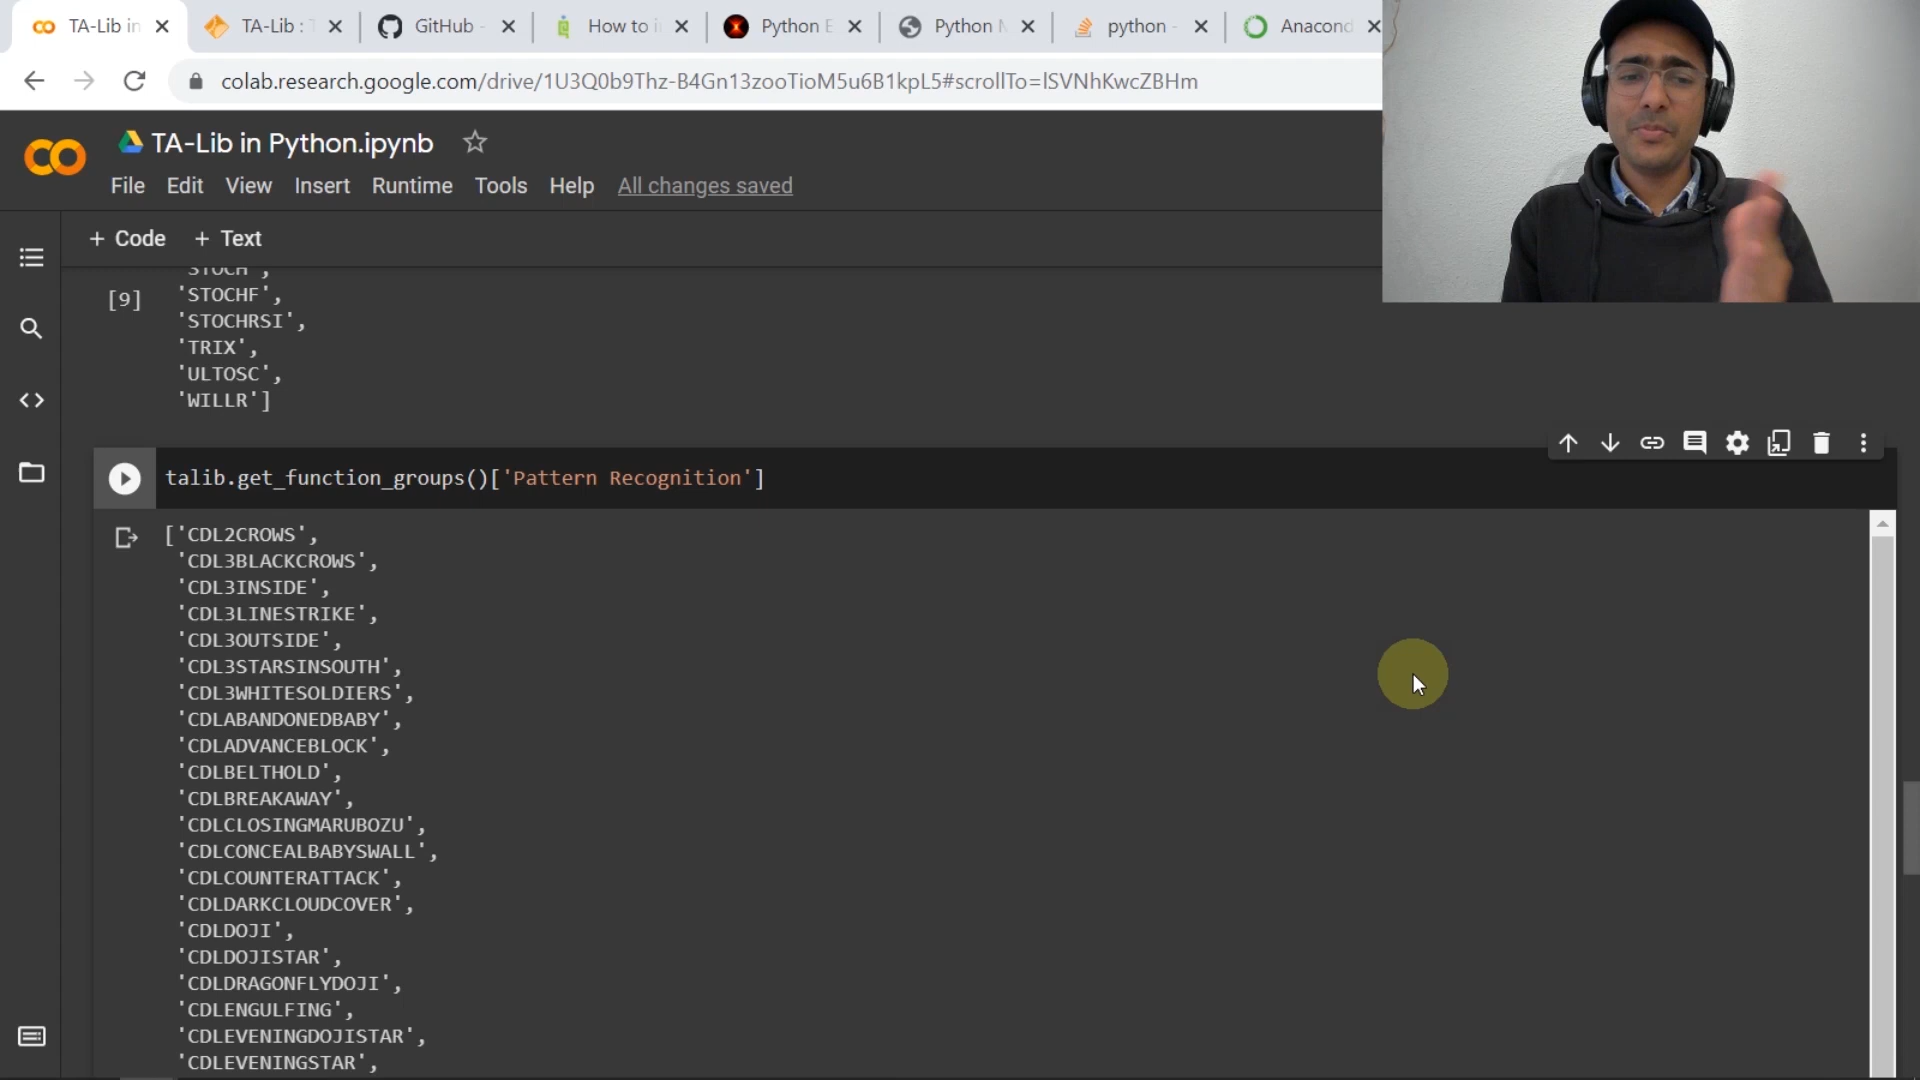 TA-Lib in
TA-Lib : T
GitHub -
How to i
Python E
Python N
python -
Anacond
colab.research.google.com/drive/1U3Q0b9Thz-B4Gn13zooTioM5u6B1kpL5#scrollTo=lSVNhKwcZBHm
TA-Lib in Python.ipynb
File Edit View Insert Runtime Tools Help All changes saved
+ Code + Text
'STOCH',
[9] 'STOCHF',
'STOCHRSI',
'TRIX',
'ULTOSC',
'WILLR']
talib.get_function_groups()['Pattern Recognition']
['CDL2CROWS',
'CDL3BLACKCROWS',
'CDL3INSIDE',
'CDL3LINESTRIKE',
'CDL3OUTSIDE',
'CDL3STARSINSOUTH',
'CDL3WHITESOLDIERS',
'CDLABANDONEDBABY',
'CDLADVANCEBLOCK',
'CDLBELTHOLD',
'CDLBREAKAWAY',
'CDLCLOSINGMARUBOZU',
'CDLCONCEALBABYSWALL',
'CDLCOUNTERATTACK',
'CDLDARKCLOUDCOVER',
'CDLDOJI',
'CDLDOJISTAR',
'CDLDRAGONFLYDOJI',
'CDLENGULFING',
'CDLEVENINGDOJISTAR',
'CDLEVENINGSTAR',